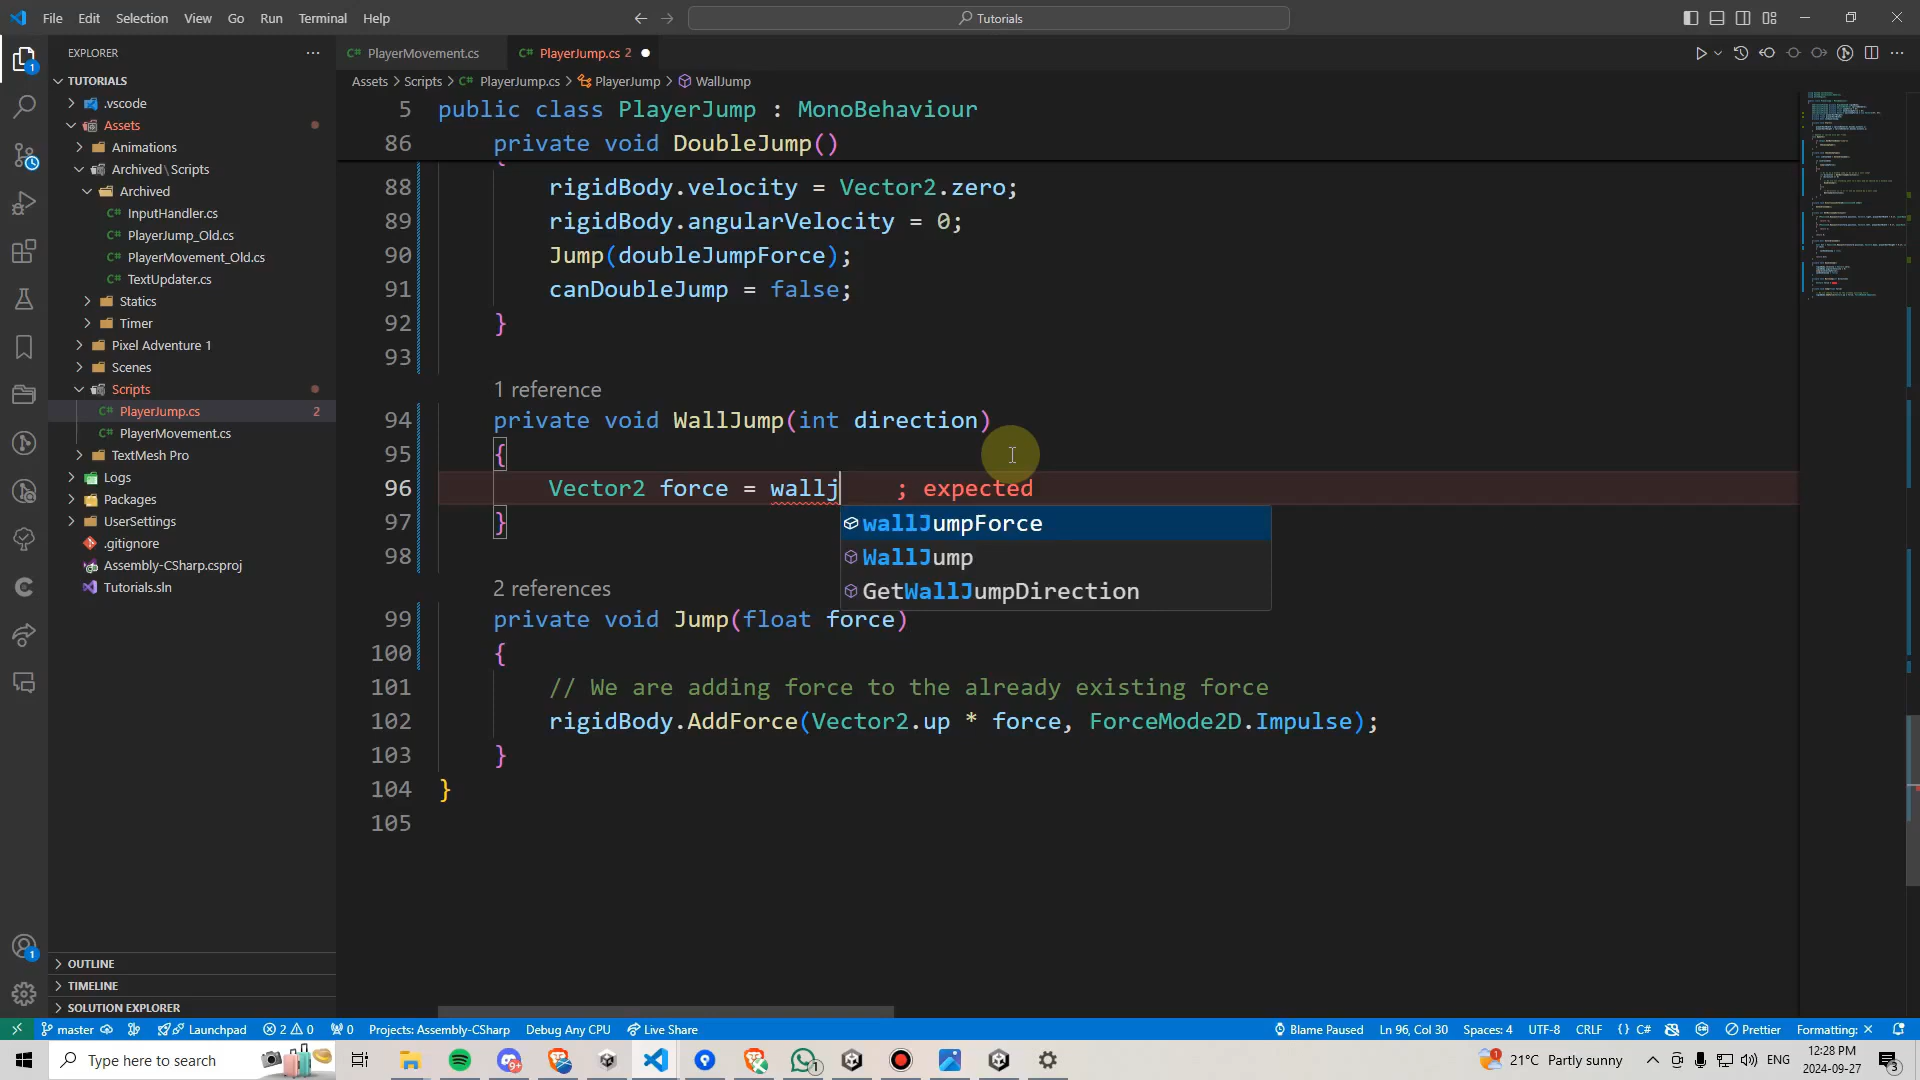 File Edit Selection View Go Run Terminal Help
Tutorials
EXPLORER
PlayerMovement.cs
PlayerJump.cs 2
TUTORIALS
Assets > Scripts > PlayerJump.cs > PlayerJump > WallJump
.vscode
Assets
Animations
Archived\Scripts
Archived
InputHandler.cs
PlayerJump_Old.cs
PlayerMovement_Old.cs
TextUpdater.cs
Statics
Timer
Pixel Adventure 1
Scenes
Scripts
PlayerJump.cs 2
PlayerMovement.cs
TextMesh Pro
Logs
Packages
UserSettings
.gitignore
Assembly-CSharp.csproj
Tutorials.sln
OUTLINE
TIMELINE
SOLUTION EXPLORER
5 public class PlayerJump : MonoBehaviour
86 private void DoubleJump()
88 rigidBody.velocity = Vector2.zero;
89 rigidBody.angularVelocity = 0;
90 Jump(doubleJumpForce);
91 canDoubleJump = false;
92 }
93
1 reference
94 private void WallJump(int direction)
95 {
96 Vector2 force = wallj ; expected
wallJumpForce
97 }
98
WallJump
GetWallJumpDirection
2 references
99 private void Jump(float force)
100 {
101 // We are adding force to the already existing force
102 rigidBody.AddForce(Vector2.up * force, ForceMode2D.Impulse);
103 }
104 }
105
master Launchpad 2 0 0 Projects: Assembly-CSharp Debug Any CPU Live Share Blame Paused Ln 96, Col 30 Spaces: 4 UTF-8 CRLF {} C# Prettier Formatting: ×
Type here to search
21°C Partly sunny
ENG
12:28 PM
2024-09-27